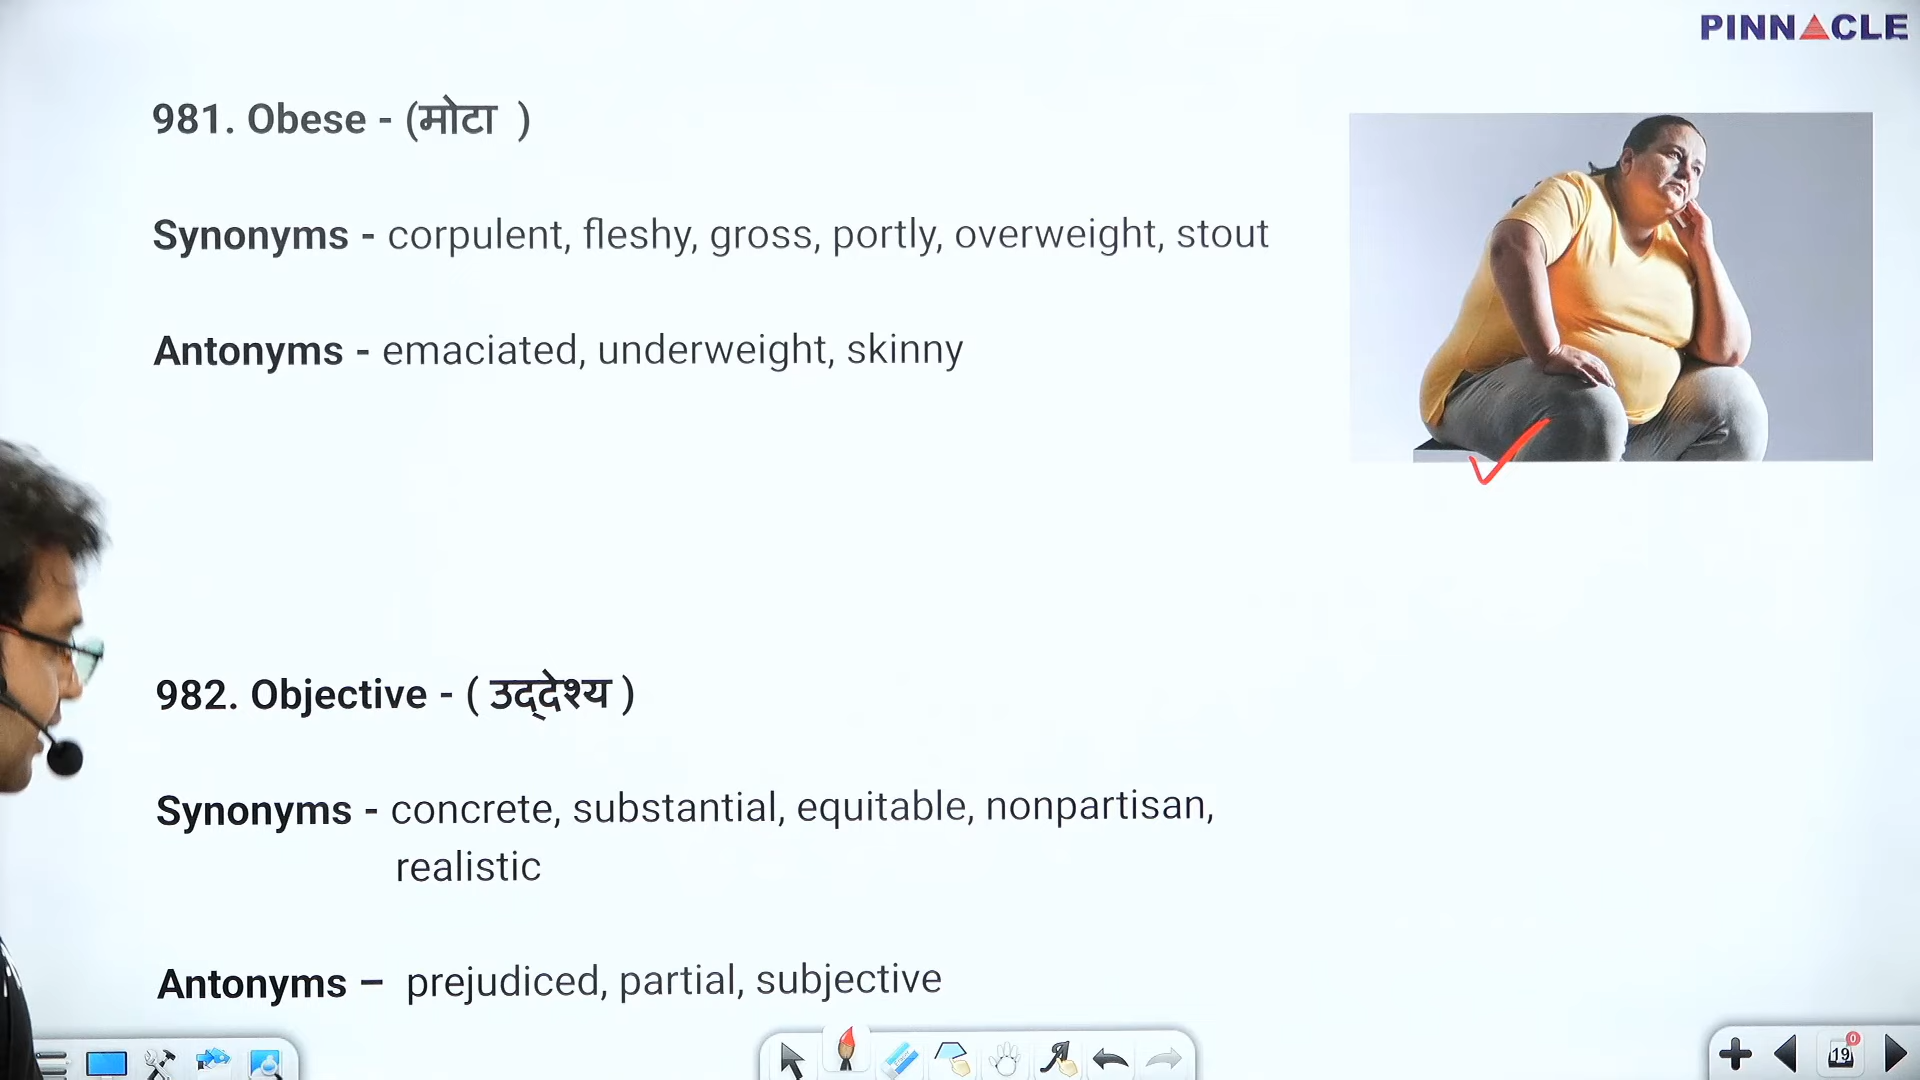 PINNACLE
981. Obese - (मोटा )
Synonyms - corpulent, fleshy, gross, portly, overweight, stout
Antonyms - emaciated, underweight, skinny
982. Objective - ( उद्देश्य )
Synonyms - concrete, substantial, equitable, nonpartisan,
realistic
Antonyms – prejudiced, partial, subjective
19
0